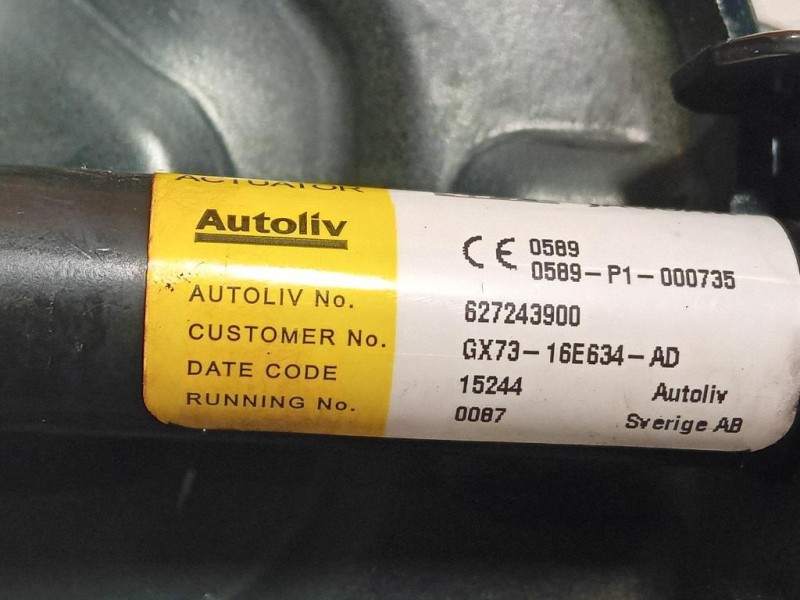 ACTUATOR
Autoliv
CE 0589
0589-P1-000735
AUTOLIV No. 627243900
CUSTOMER No. GX73-16E634-AD
DATE CODE 15244 Autoliv
RUNNING No. 0087 Sverige AB